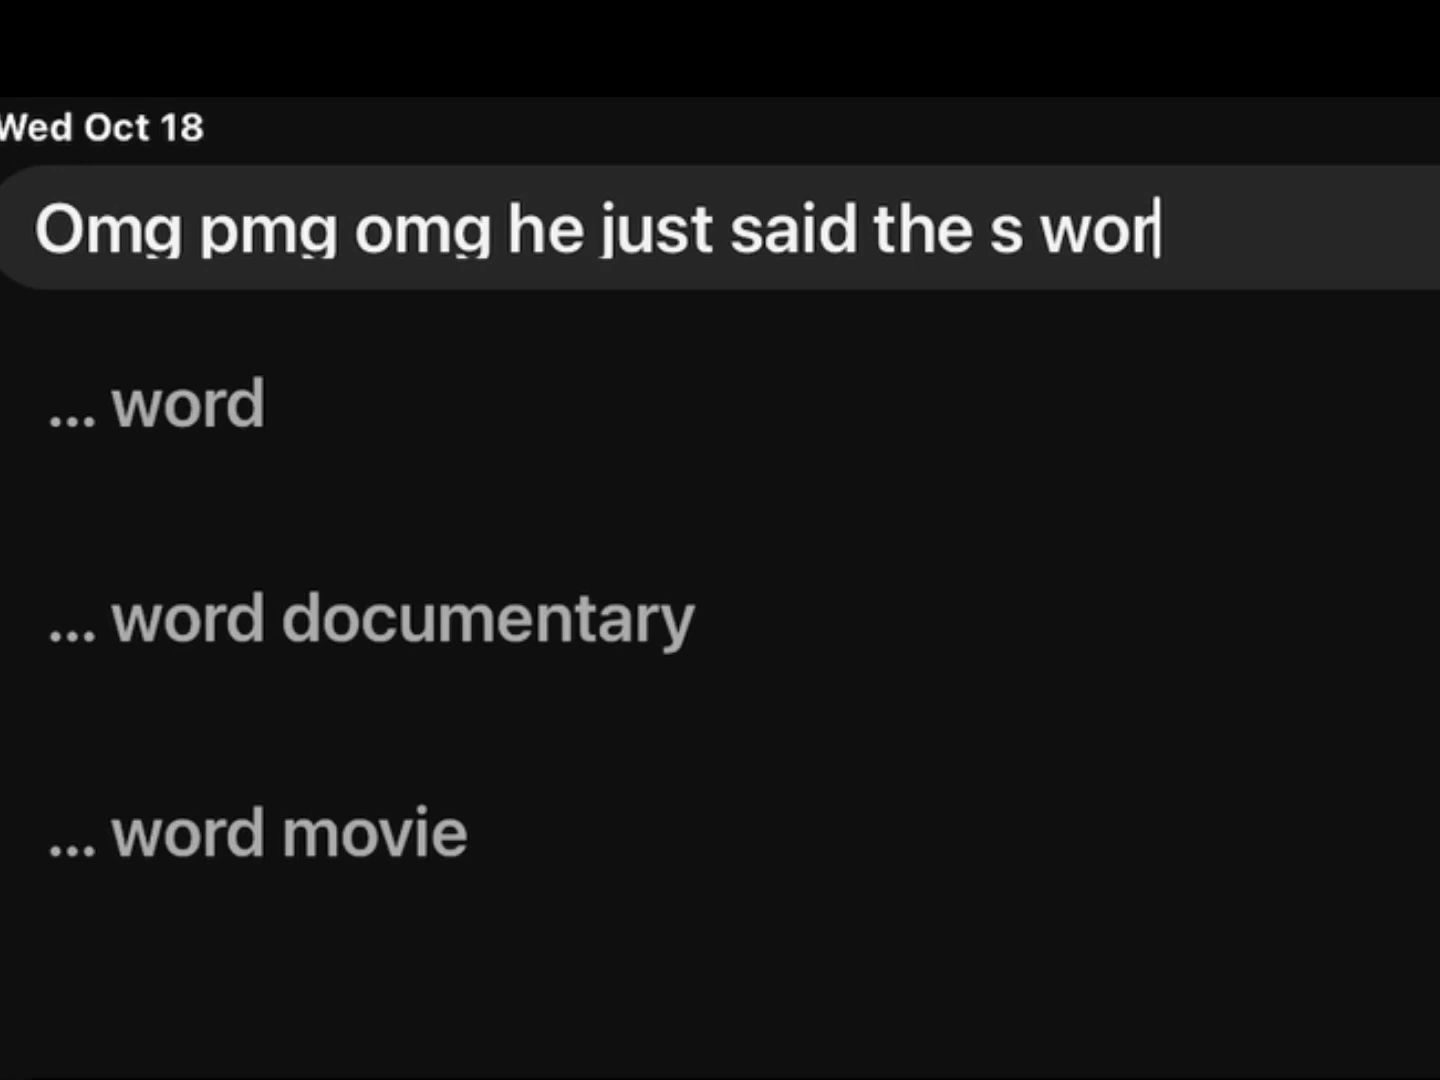 Wed Oct 18
Omg pmg omg he just said the s wor
... word
... word documentary
... word movie